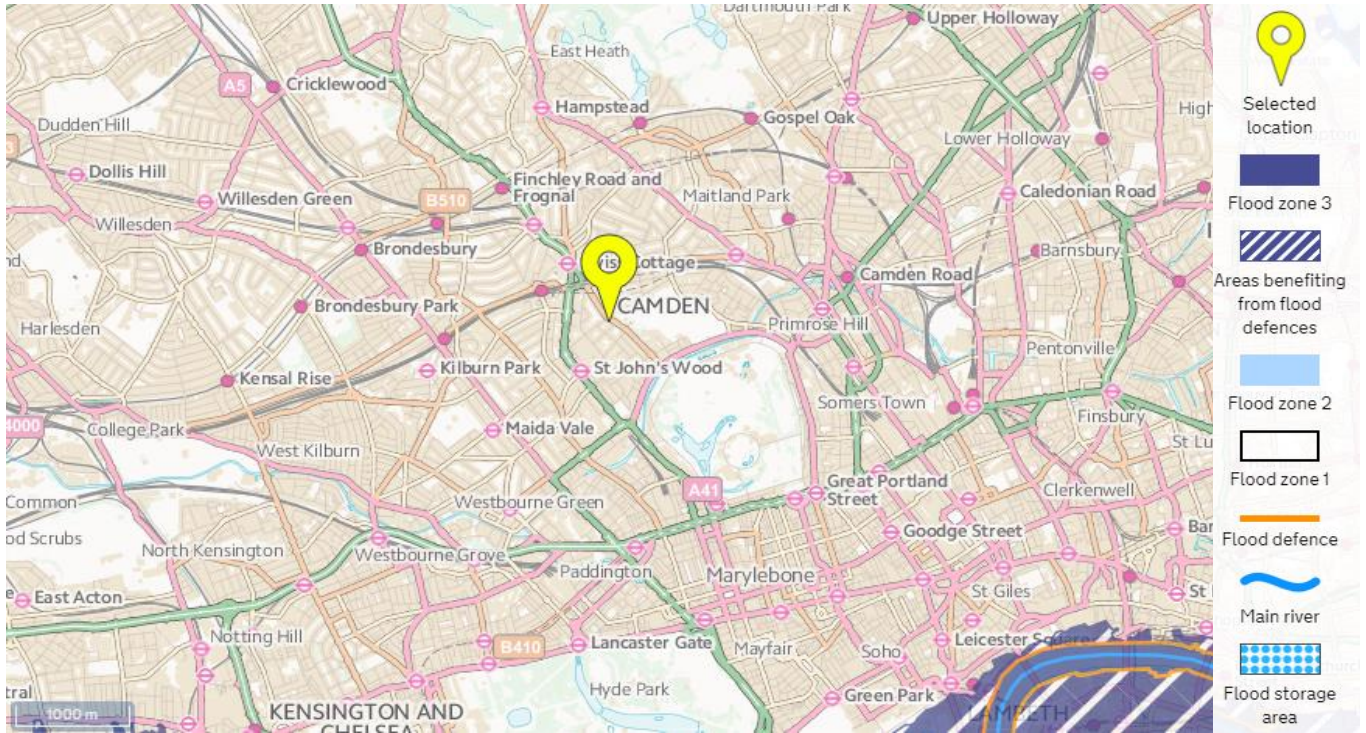 Dartmouth Park
Upper Holloway
East Heath
Cricklewood
A5
Hampstead
Gospel Oak
Dudden Hill
Lower Holloway
Dollis Hill
Finchley Road and
Frognal
Maitland Park
Caledonian Road
Willesden Green
B510
Willesden
Brondesbury
Barnsbury
Cottage
Camden Road
Brondesbury Park
CAMDEN
Primrose Hill
Harlesden
Pentonville
Kilburn Park
St John's Wood
Kensal Rise
Somers Town
Finsbury
4000
College Park
Maida Vale
St Lu
West Kilburn
Great Portland
Street
A41
Clerkenwell
Common
Westbourne Green
Goodge Street
Bar
od Scrubs
North Kensington
Westbourne Grove
Paddington
Marylebone
St Giles
East Acton
St
Notting Hill
B410
Lancaster Gate
Mayfair
Soho
Leicester Square
Hyde Park
Green Park
tral
1000 m
KENSINGTON AND
CHELSEA
LAMBETH
Selected
location
Flood zone 3
Areas benefiting
from flood
defences
Flood zone 2
Flood zone 1
Flood defence
Main river
Flood storage
area